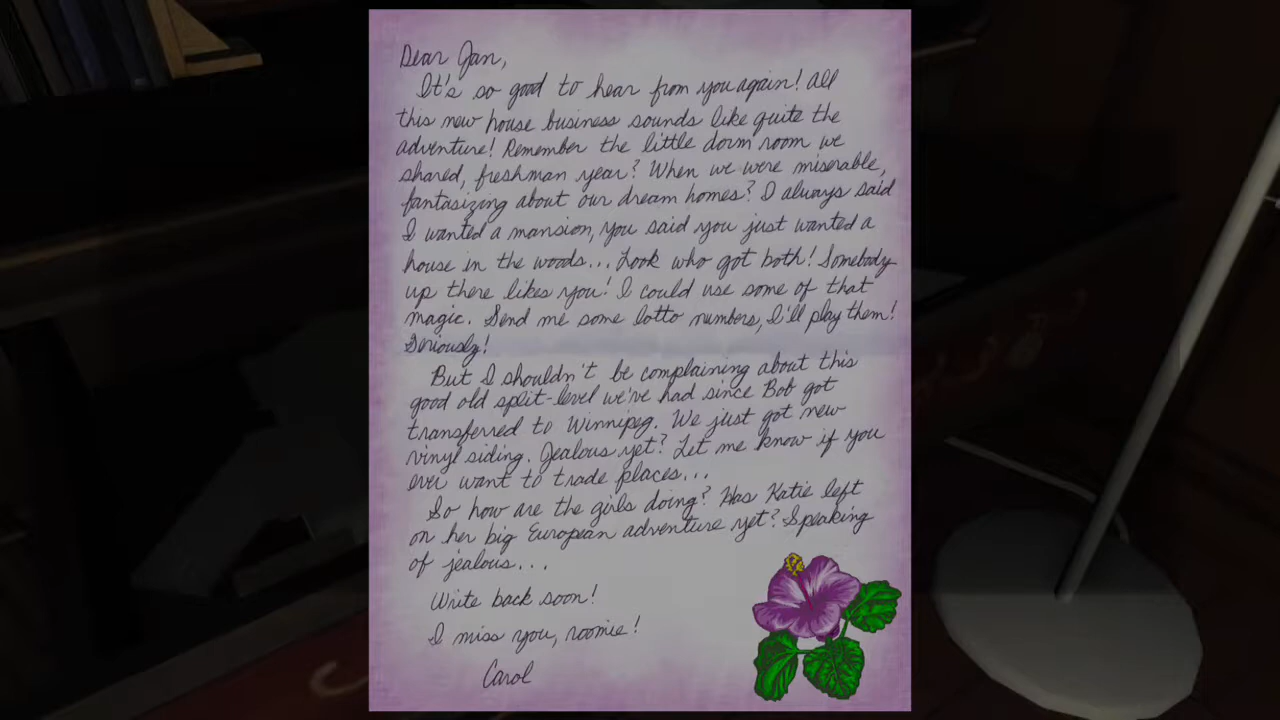 Dear Jan,
It's so good to hear from you again! All
this new house business sounds like quite the
adventure! Remember the little dorm room we
shared, freshman year? When we were miserable,
fantasizing about our dream homes? I always said
I wanted a mansion, you said you just wanted a
house in the woods... Look who got both! Somebody
up there likes you! I could use some of that
magic. Send me some lotto numbers, I'll play them!
Seriously!
But I shouldn't be complaining about this
good old split-level we've had since Bob got
transferred to Winnipeg. We just got new
vinyl siding. Jealous yet? Let me know if you
ever want to trade places...
So how are the girls doing? Has Katie left
on her big European adventure yet? Speaking
of jealous...
Write back soon!
I miss you, roomie!
Carol